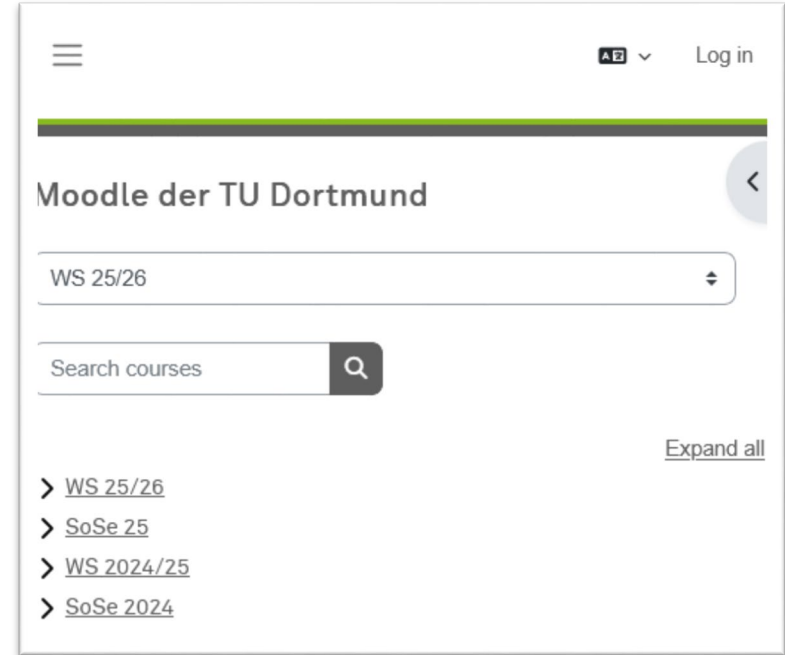 Log in
Moodle der TU Dortmund
WS 25/26
Search courses
Expand all
WS 25/26
SoSe 25
WS 2024/25
SoSe 2024